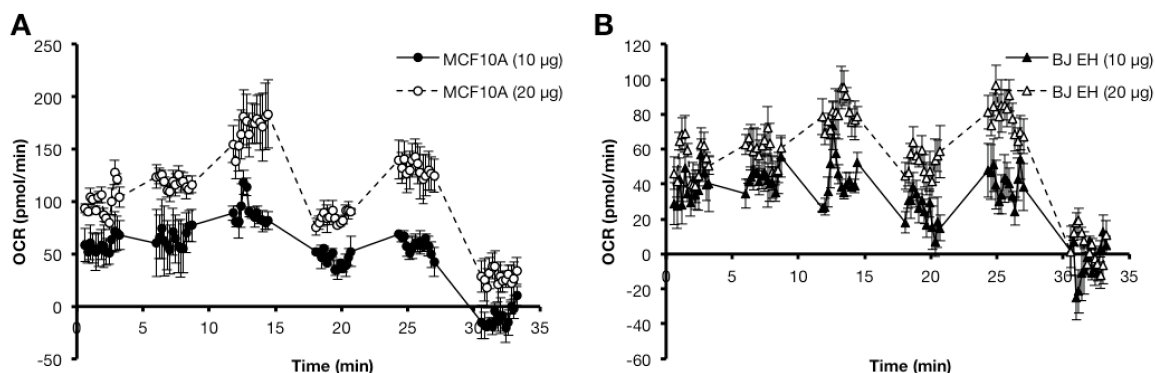 A
250
200
150
100
50
0
-50
OCR (pmol/min)
MCF10A (10 µg)
MCF10A (20 µg)
0 5 10 15 20 25 30 35
Time (min)
B
120
100
80
60
40
20
0
-20
-40
-60
OCR (pmol/min)
BJ EH (10 µg)
BJ EH (20 µg)
0 5 10 15 20 25 30 35
Time (min)